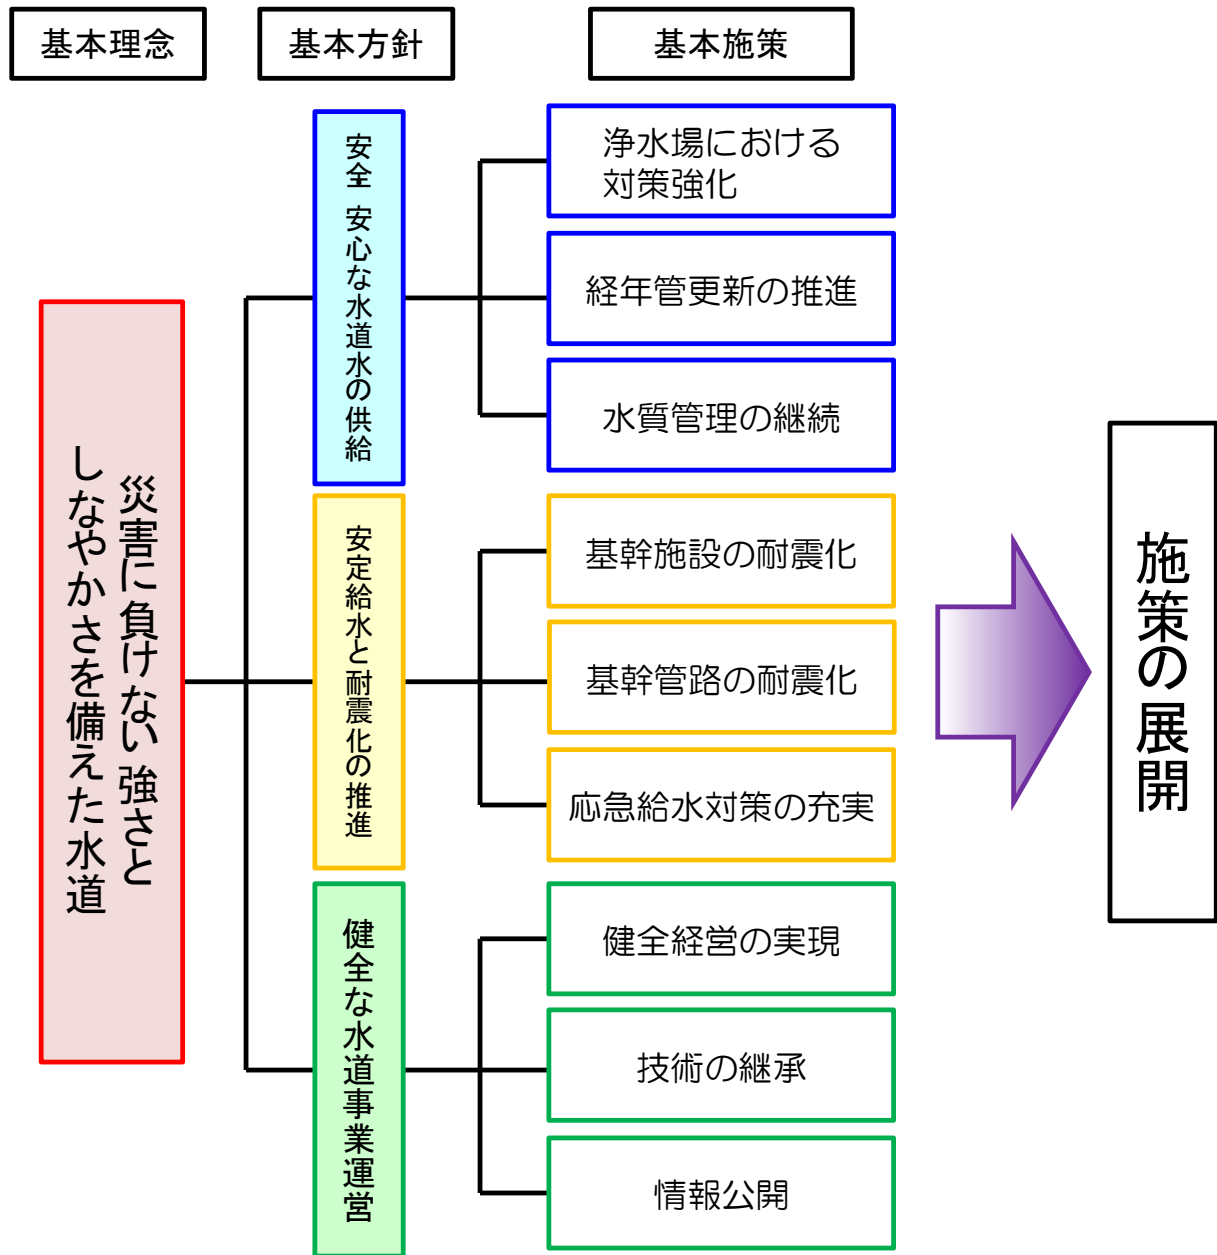 基本理念
基本方針
基本施策
災害に負けない強さと
しなやかさを備えた水道
安全・安心な水道水の供給
浄水場における
対策強化
経年管更新の推進
水質管理の継続
安定給水と耐震化の推進
基幹施設の耐震化
基幹管路の耐震化
応急給水対策の充実
健全な水道事業運営
健全経営の実現
技術の継承
情報公開
施策の展開